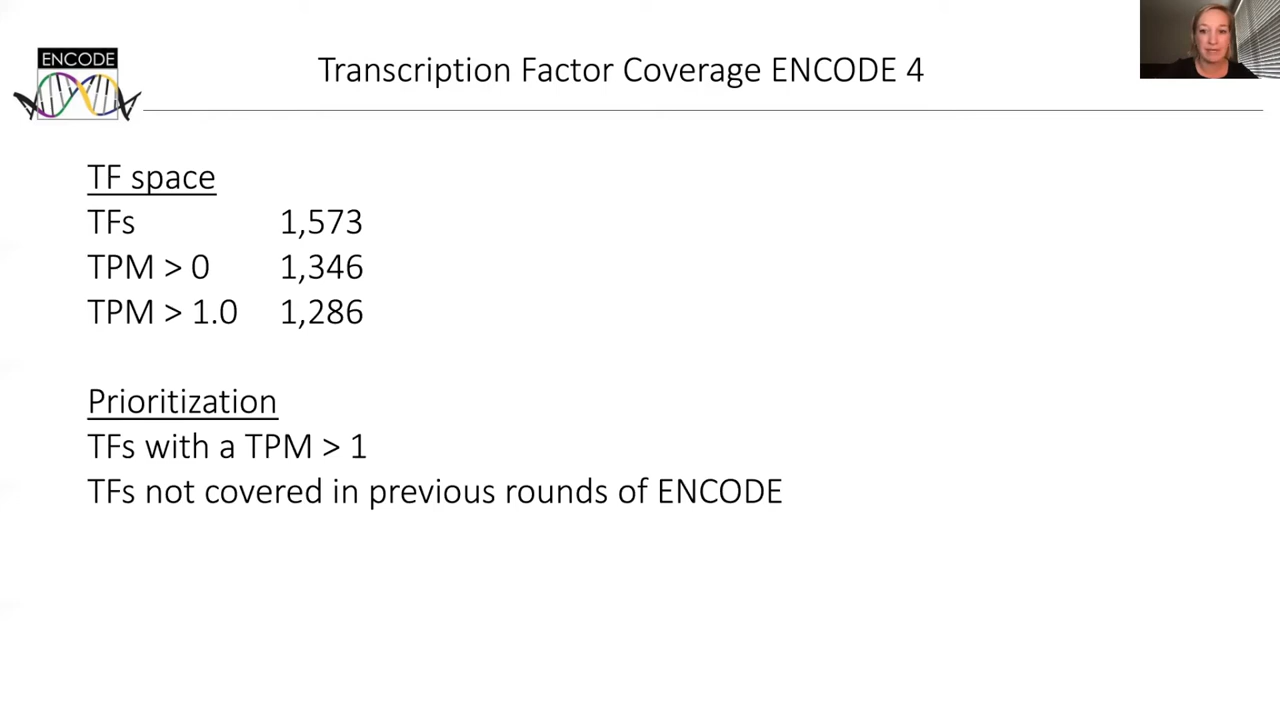 ENCODE
Transcription Factor Coverage ENCODE 4
TF space
TFs 1,573
TPM > 0 1,346
TPM > 1.0 1,286
Prioritization
TFs with a TPM > 1
TFs not covered in previous rounds of ENCODE